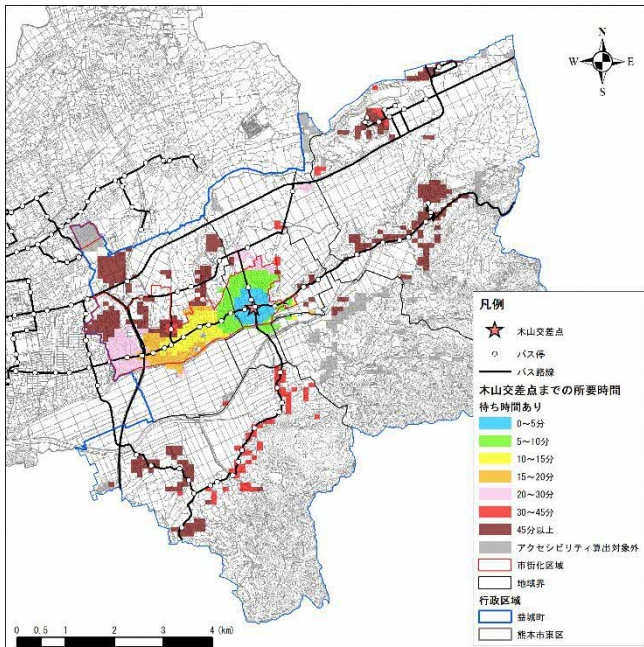 N
W E
S
凡例
木山交差点
バス停
バス路線
木山交差点までの所要時間
待ち時間あり
0～5分
5～10分
10～15分
15～20分
20～30分
30～45分
45分以上
アクセシビリティ算出対象外
市街化区域
地域界
行政区域
益城町
熊本市東区
0 0.5 1 2 3 4 (km)